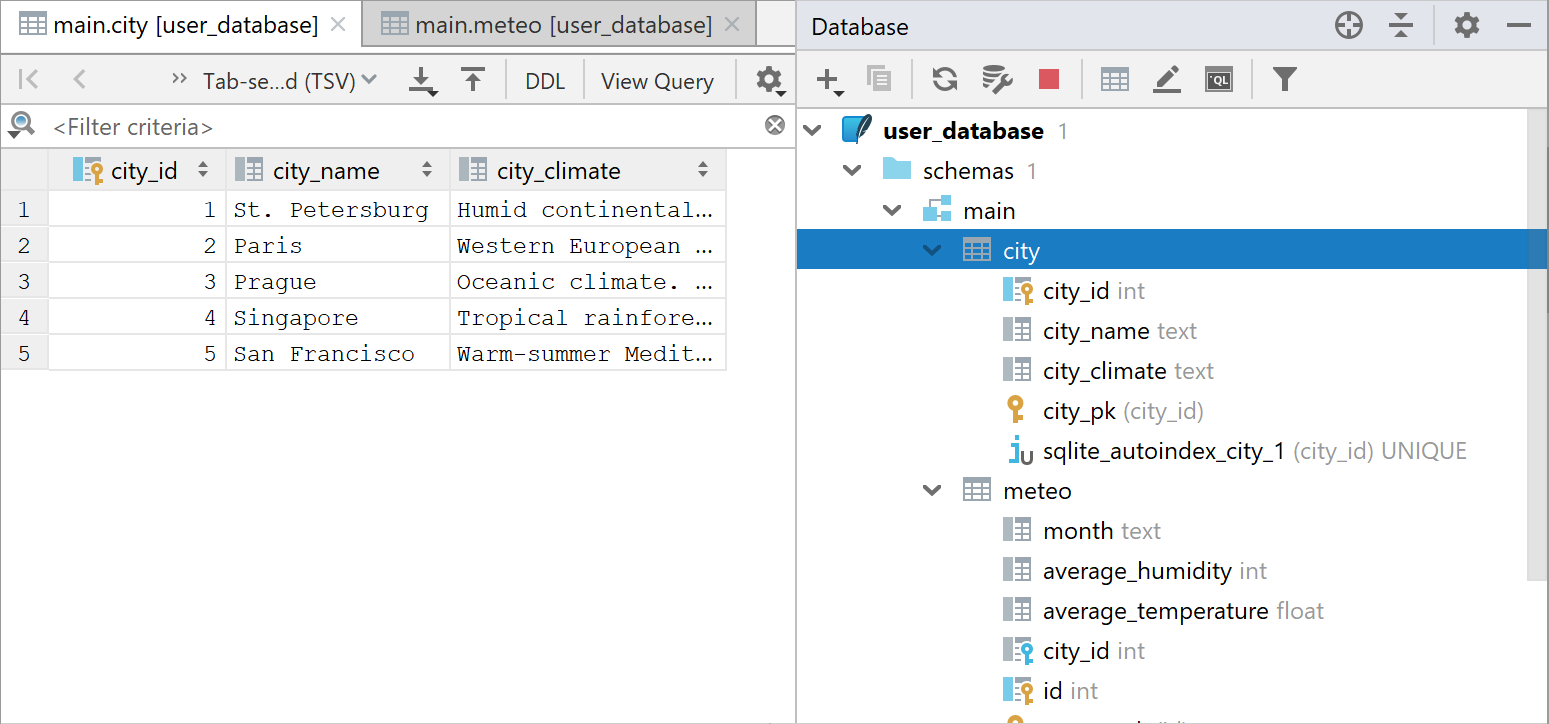 main.city [user_database]
main.meteo [user_database]
Tab-se...d (TSV)
DDL
View Query
<Filter criteria>
city_id city_name city_climate
1 1 St. Petersburg Humid continental...
2 2 Paris Western European ...
3 3 Prague Oceanic climate. ...
4 4 Singapore Tropical rainfore...
5 5 San Francisco Warm-summer Medit...
Database
QL
user_database 1
schemas 1
main
city
city_id int
city_name text
city_climate text
city_pk (city_id)
sqlite_autoindex_city_1 (city_id) UNIQUE
meteo
month text
average_humidity int
average_temperature float
city_id int
id int